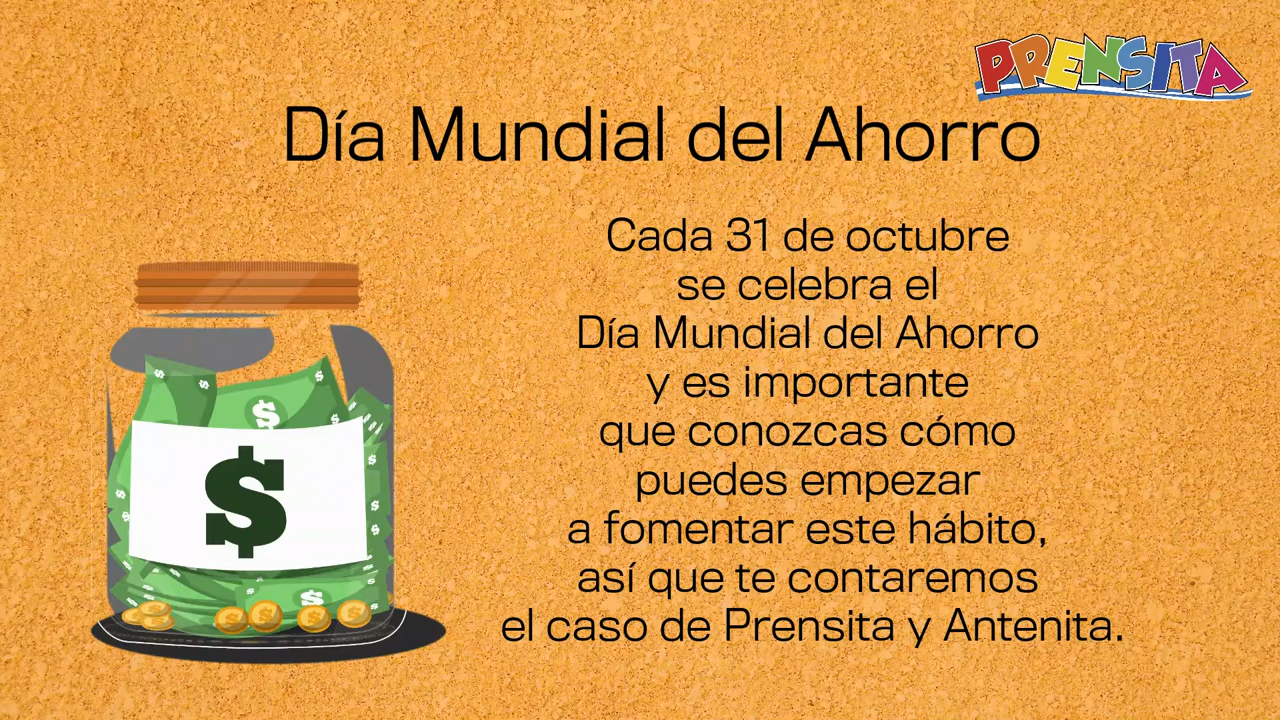 PRENSITA
Día Mundial del Ahorro
Cada 31 de octubre
se celebra el
Día Mundial del Ahorro
y es importante
que conozcas cómo
puedes empezar
a fomentar este hábito,
así que te contaremos
el caso de Prensita y Antenita.
$